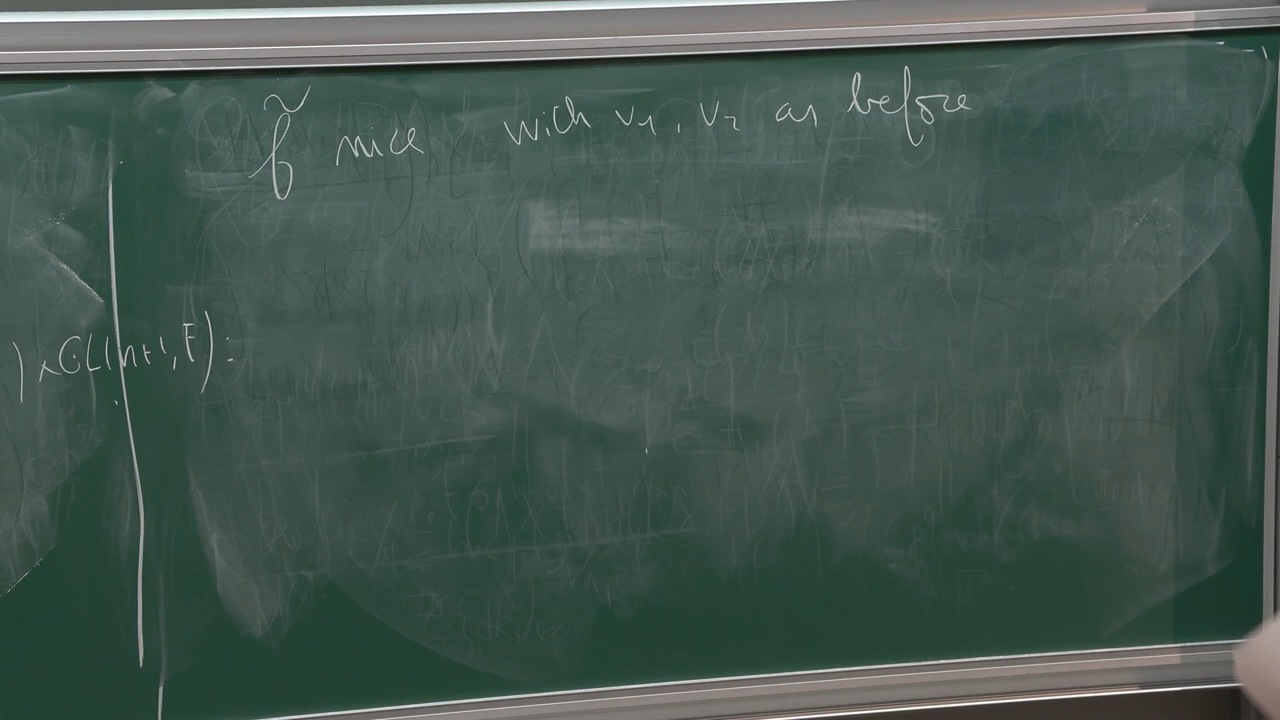 f̃ nice with v₁, v₂ as before
) × GL(n+1, F):